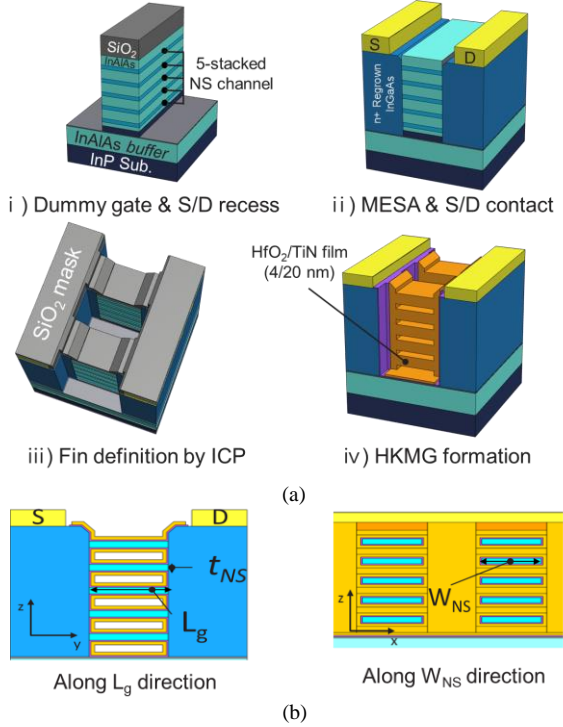 SiO2
InAlAs
5-stacked
NS channel
InAlAs buffer
InP Sub.
i ) Dummy gate & S/D recess
S
D
n+ Regrown
InGaAs
ii ) MESA & S/D contact
SiO2 mask
iii ) Fin definition by ICP
HfO2/TiN film
(4/20 nm)
iv ) HKMG formation
(a)
S
D
tNS
Lg
z
y
Along Lg direction
WNS
z
x
Along WNS direction
(b)